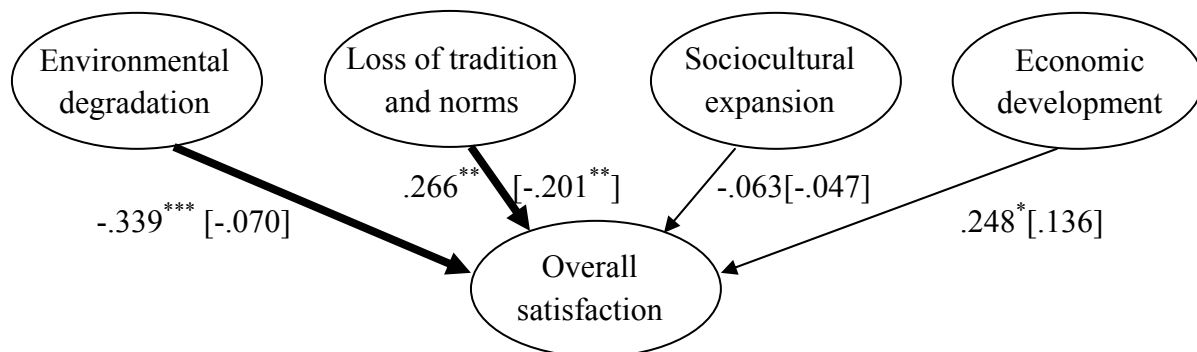 Environmental
degradation
Loss of tradition
and norms
Sociocultural
expansion
Economic
development
-.339*** [-.070]
.266** [-.201**]
-.063[-.047]
.248*[.136]
Overall
satisfaction